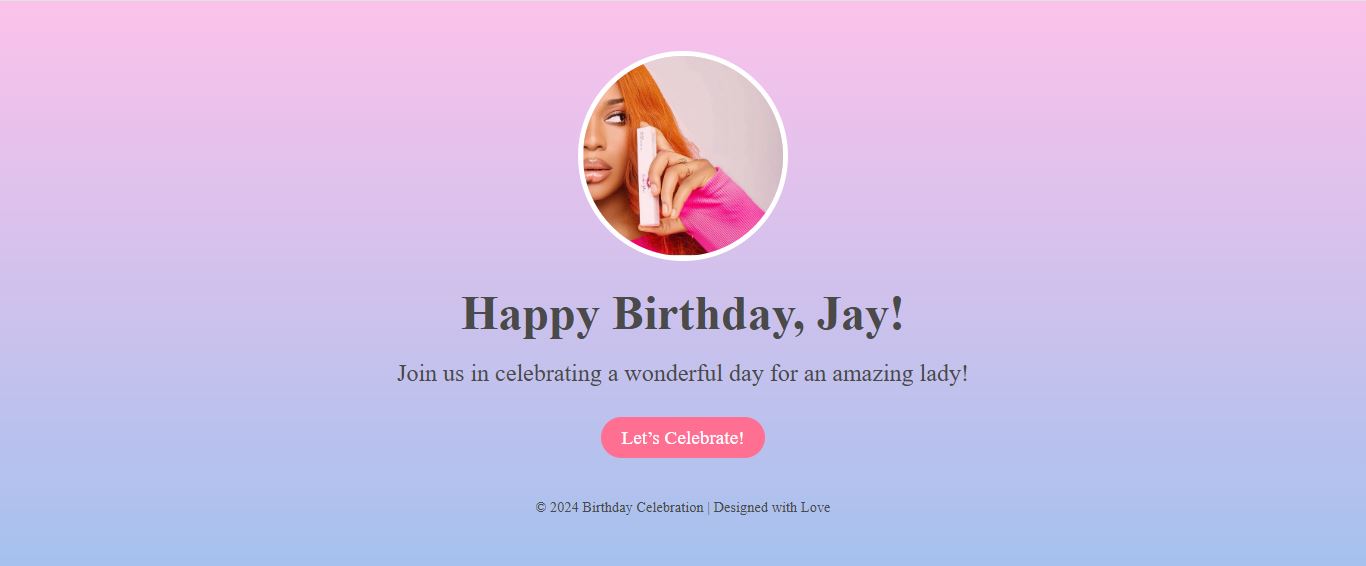 Happy Birthday, Jay!
Join us in celebrating a wonderful day for an amazing lady!
Let’s Celebrate!
© 2024 Birthday Celebration | Designed with Love